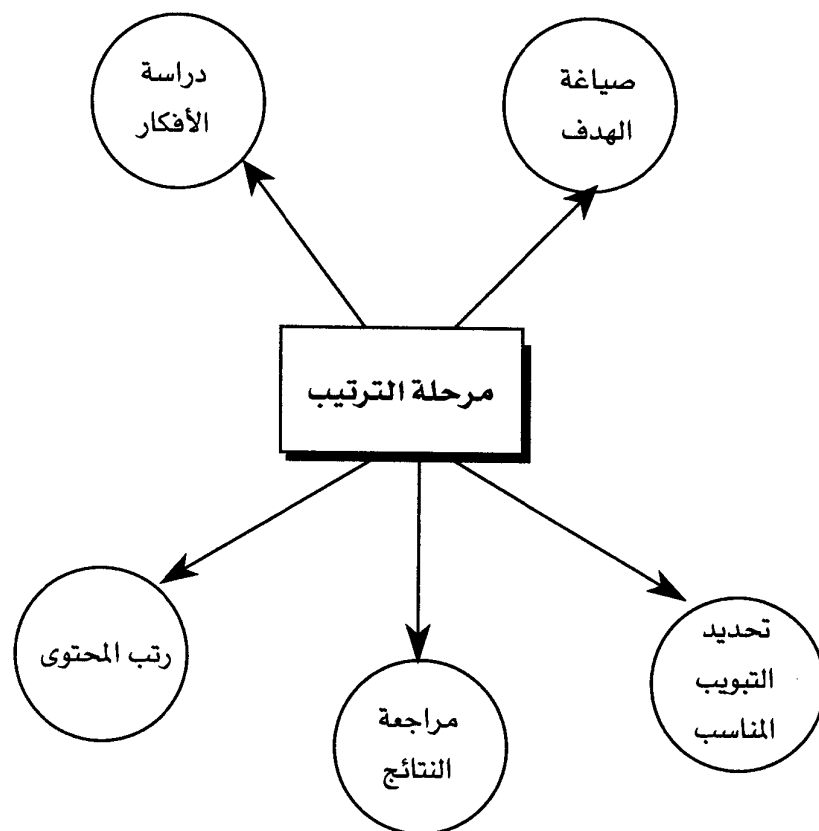 صياغة
الهدف
دراسة
الأفكار
مرحلة الترتيب
تحديد
التبويب
المناسب
مراجعة
النتائج
رتب المحتوى